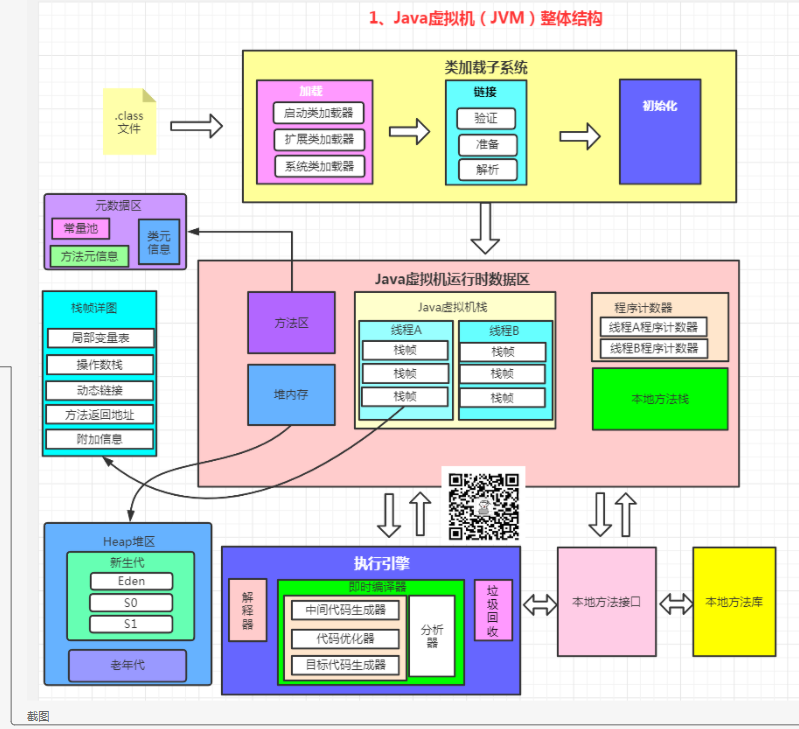 1、Java虚拟机（JVM）整体结构
类加载子系统
.class
文件
加载
启动类加载器
扩展类加载器
系统类加载器
链接
验证
准备
解析
初始化
元数据区
常量池
方法元信息
类元
信息
Java虚拟机运行时数据区
方法区
堆内存
Java虚拟机栈
线程A
栈帧
栈帧
栈帧
线程B
栈帧
栈帧
栈帧
程序计数器
线程A程序计数器
线程B程序计数器
本地方法栈
栈帧详图
局部变量表
操作数栈
动态链接
方法返回地址
附加信息
Heap堆区
新生代
Eden
S0
S1
老年代
执行引擎
解
释
器
即时编译器
中间代码生成器
代码优化器
目标代码生成器
分析
器
垃
圾
回
收
本地方法接口
本地方法库
截图